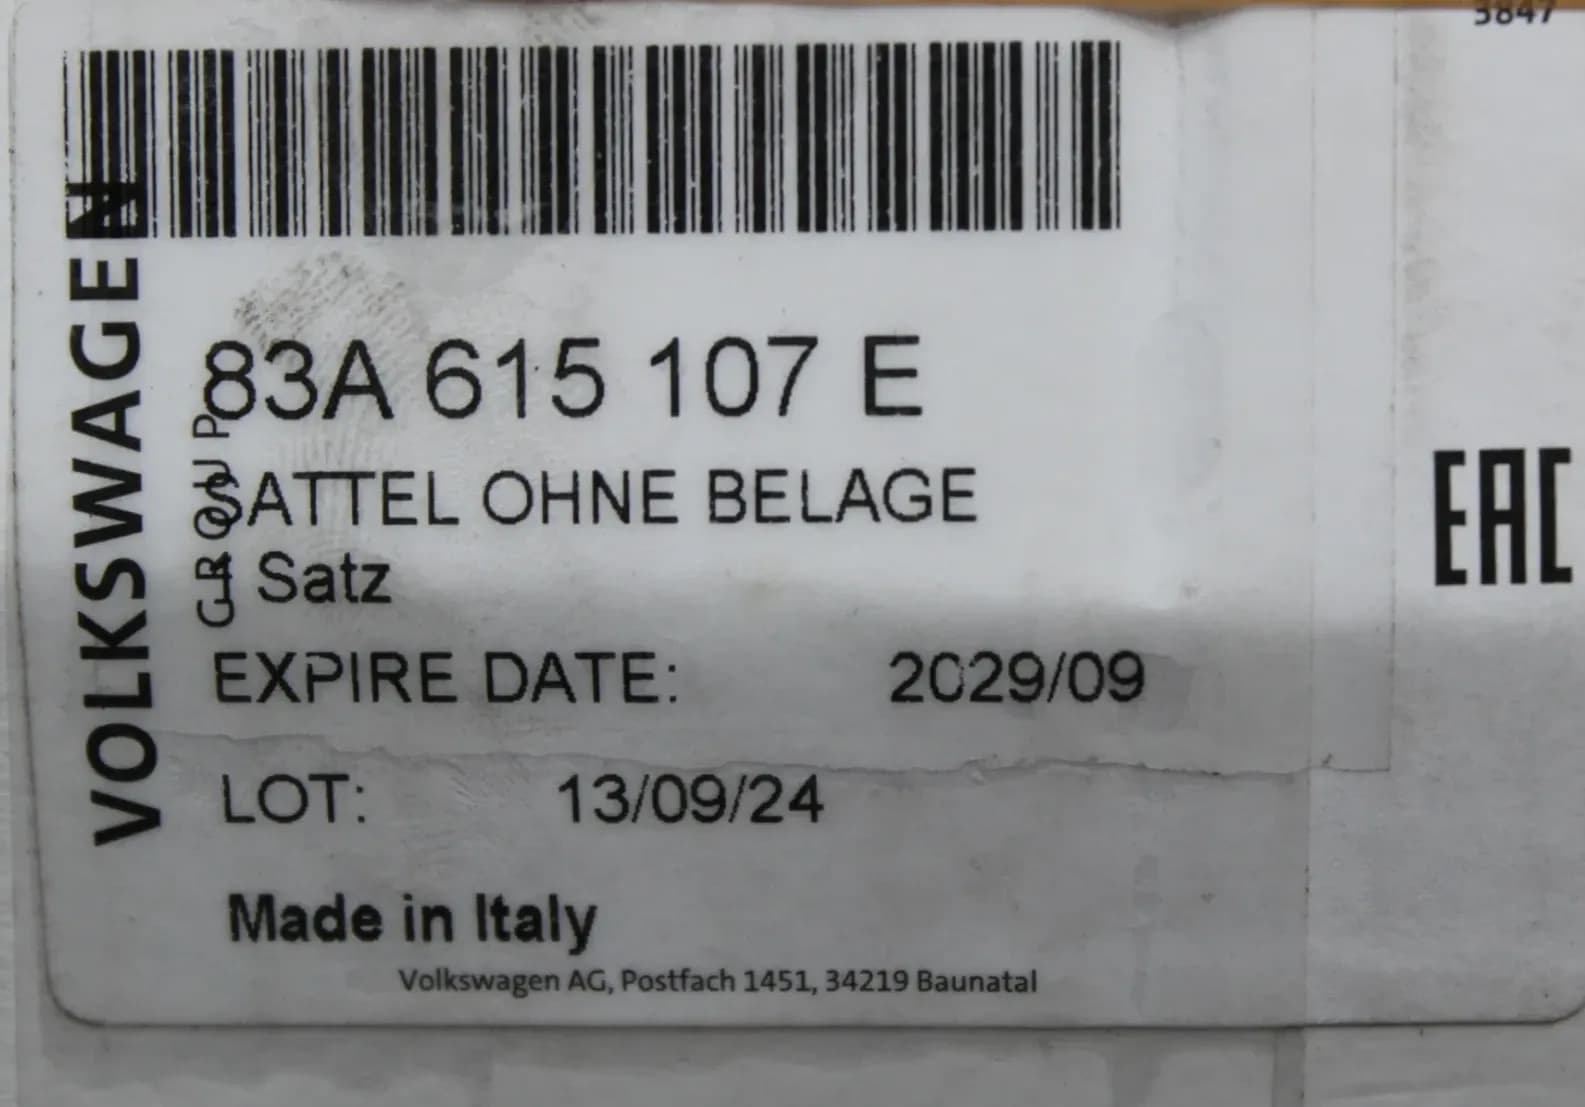 3847
VOLKSWAGEN
GROUP
83A 615 107 E
SATTEL OHNE BELAGE
1 Satz
EAC
EXPIRE DATE: 2029/09
LOT: 13/09/24
Made in Italy
Volkswagen AG, Postfach 1451, 34219 Baunatal